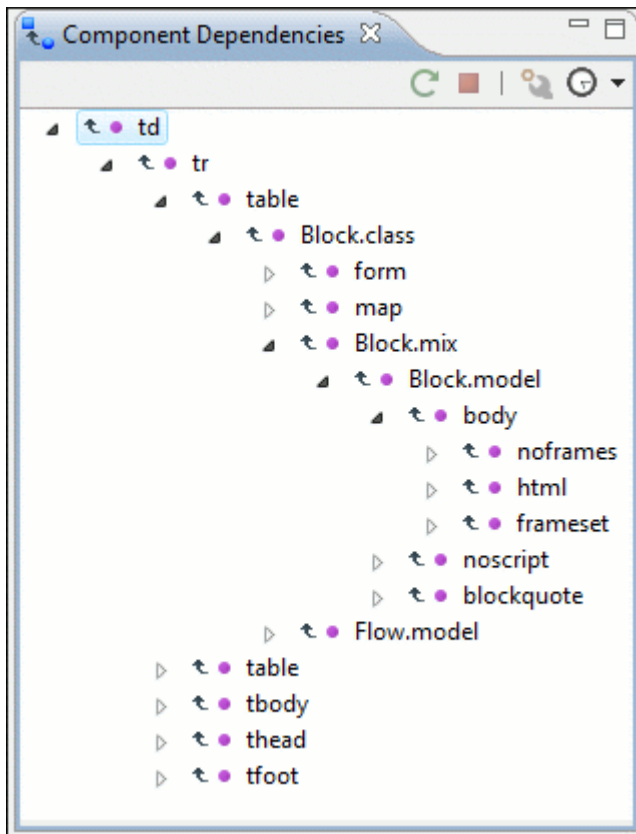 Component Dependencies
td
tr
table
Block.class
form
map
Block.mix
Block.model
body
noframes
html
frameset
noscript
blockquote
Flow.model
table
tbody
thead
tfoot